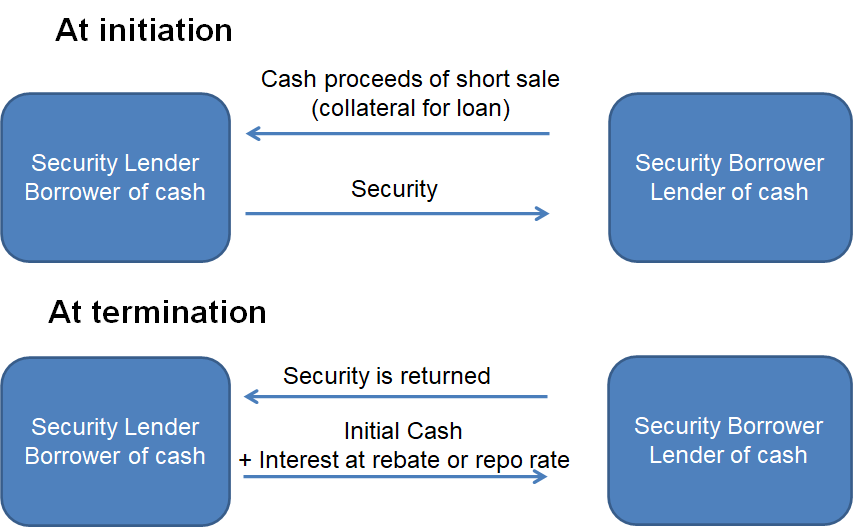 At initiation
Cash proceeds of short sale
(collateral for loan)
Security Lender
Borrower of cash
Security
Security Borrower
Lender of cash
At termination
Security is returned
Security Lender
Borrower of cash
Initial Cash
+ Interest at rebate or repo rate
Security Borrower
Lender of cash